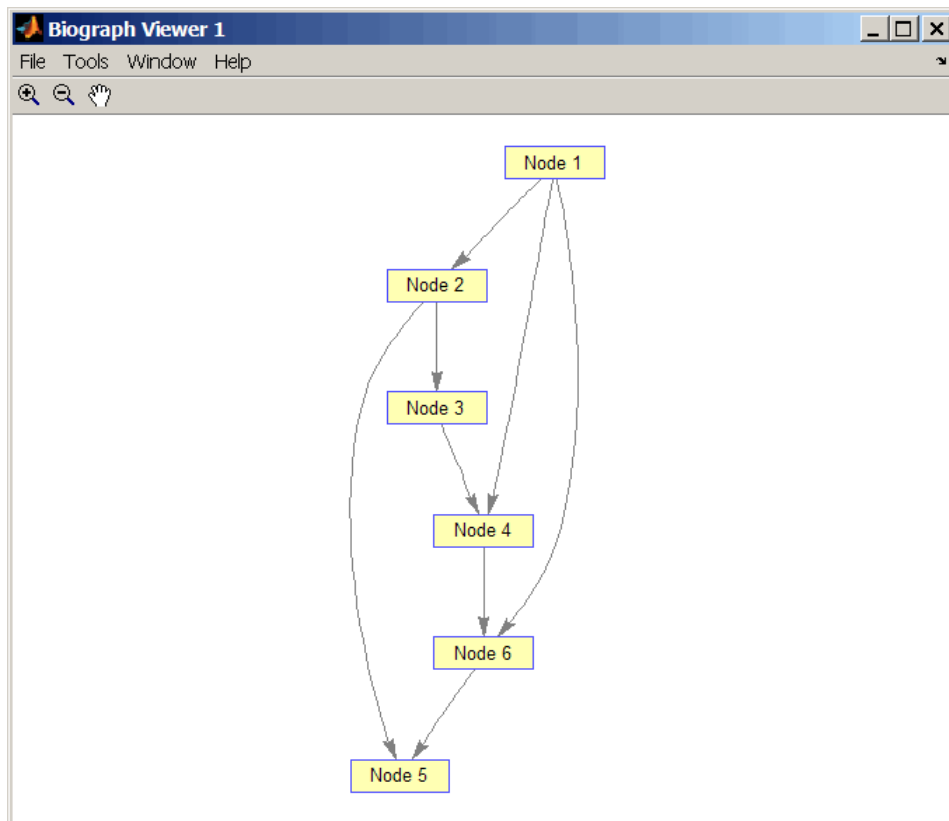 Biograph Viewer 1
File Tools Window Help
Node 1
Node 2
Node 3
Node 4
Node 6
Node 5